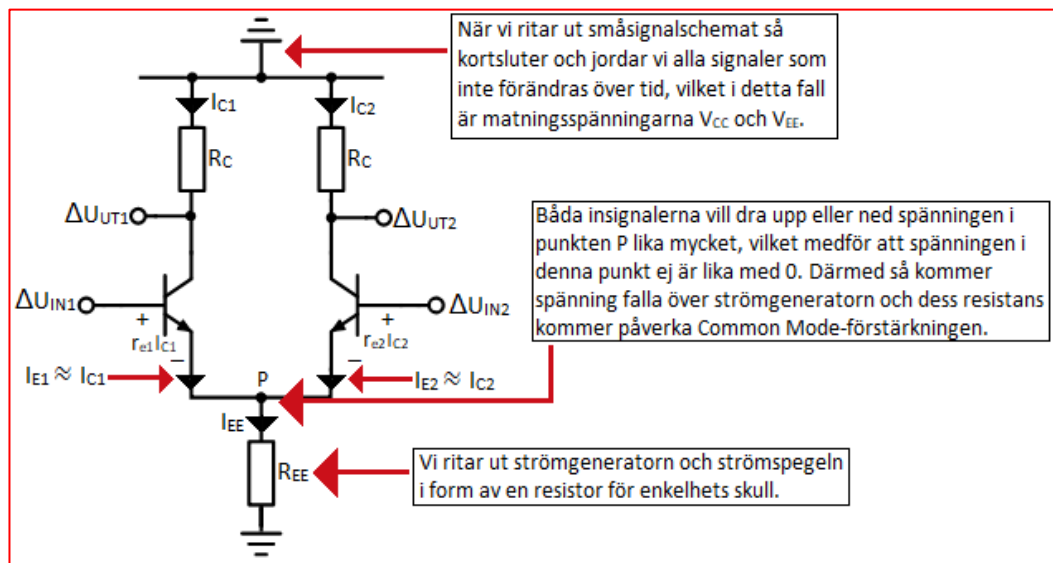 När vi ritar ut småsignalschemat så
kortsluter och jordar vi alla signaler som
inte förändras över tid, vilket i detta fall
är matningsspänningarna VCC och VEE.
IC1
IC2
RC
RC
ΔUUT1
ΔUUT2
Båda insignalerna vill dra upp eller ned spänningen i
punkten P lika mycket, vilket medför att spänningen i
denna punkt ej är lika med 0. Därmed så kommer
spänning falla över strömgeneratorn och dess resistans
kommer påverka Common Mode-förstärkningen.
ΔUIN1
ΔUIN2
+
+
re1IC1
re2IC2
–
–
IE1 ≈ IC1
P
IE2 ≈ IC2
IEE
REE
Vi ritar ut strömgeneratorn och strömspegeln
i form av en resistor för enkelhets skull.